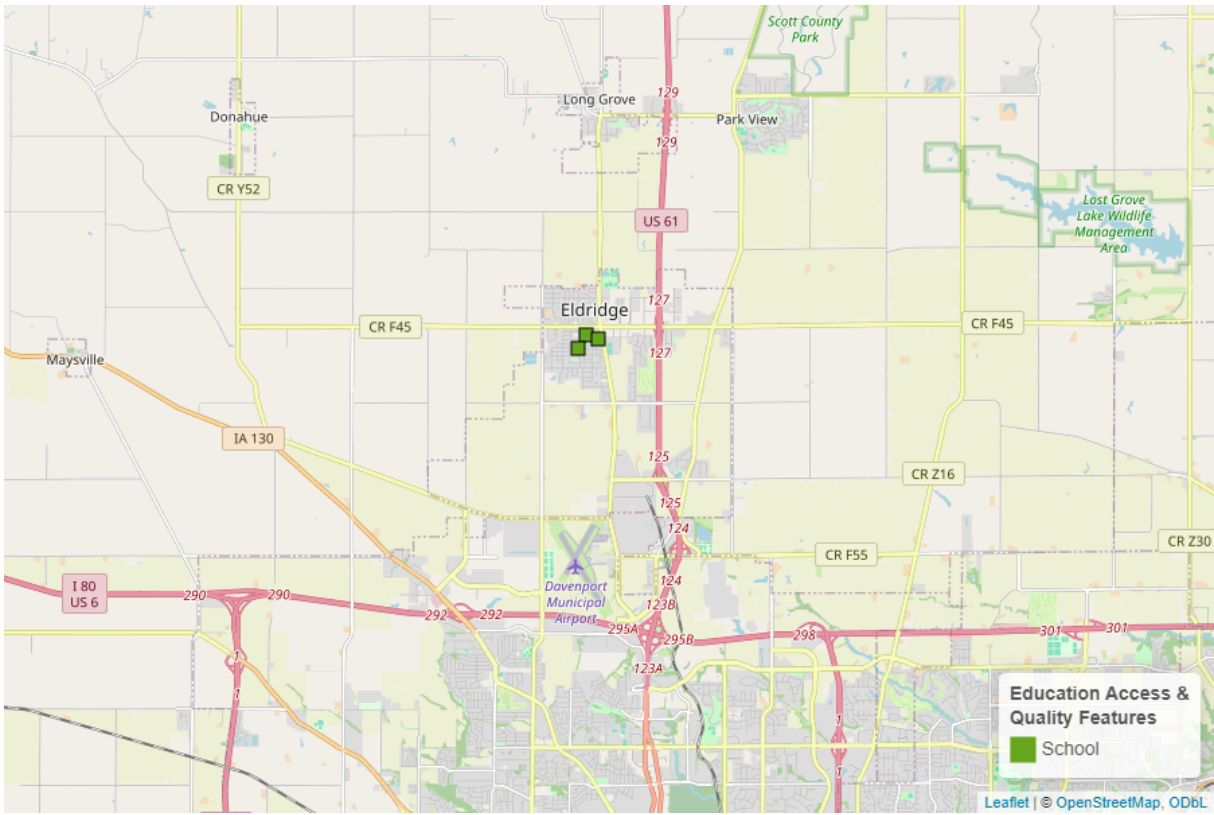 Scott County
Park
129
Long Grove
Donahue
Park View
129
CR Y52
Lost Grove
Lake Wildlife
Management
Area
US 61
127
Eldridge
CR F45
CR F45
127
Maysville
IA 130
125
CR Z16
125
124
CR Z30
CR F55
124
I 80
US 6
290
290
Davenport
Municipal
Airport
123B
292
292
295A
295B
298
301
301
1
123A
1
Education Access &
Quality Features
School
1
1
Leaflet | © OpenStreetMap, ODbL